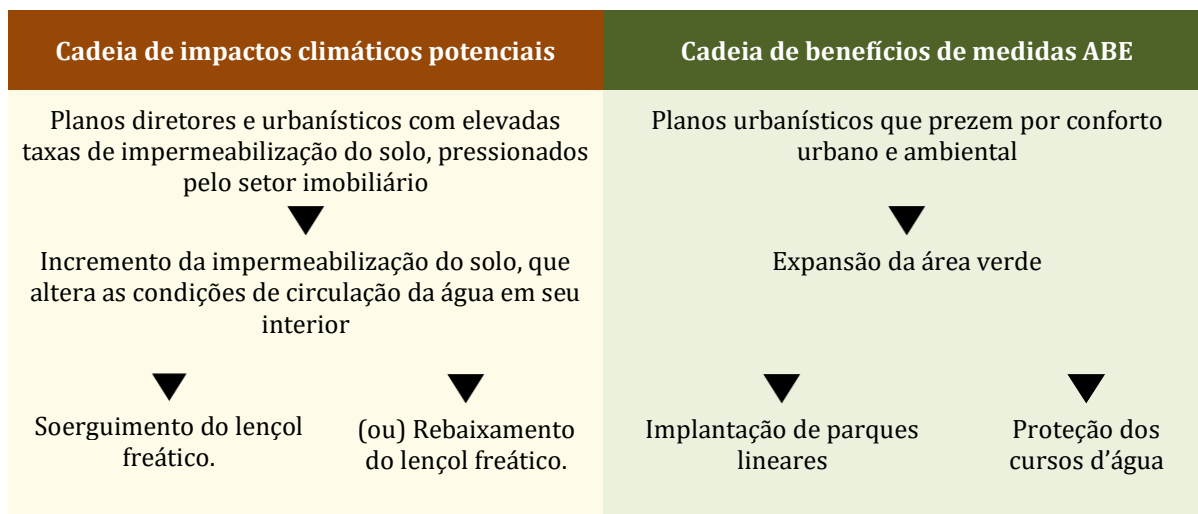 Cadeia de impactos climáticos potenciais
Planos diretores e urbanísticos com elevadas
taxas de impermeabilização do solo, pressionados
pelo setor imobiliário
Incremento da impermeabilização do solo, que
altera as condições de circulação da água em seu
interior
Soerguimento do lençol
freático.
(ou) Rebaixamento
do lençol freático.
Cadeia de benefícios de medidas ABE
Planos urbanísticos que prezem por conforto
urbano e ambiental
Expansão da área verde
Implantação de parques
lineares
Proteção dos
cursos d’água